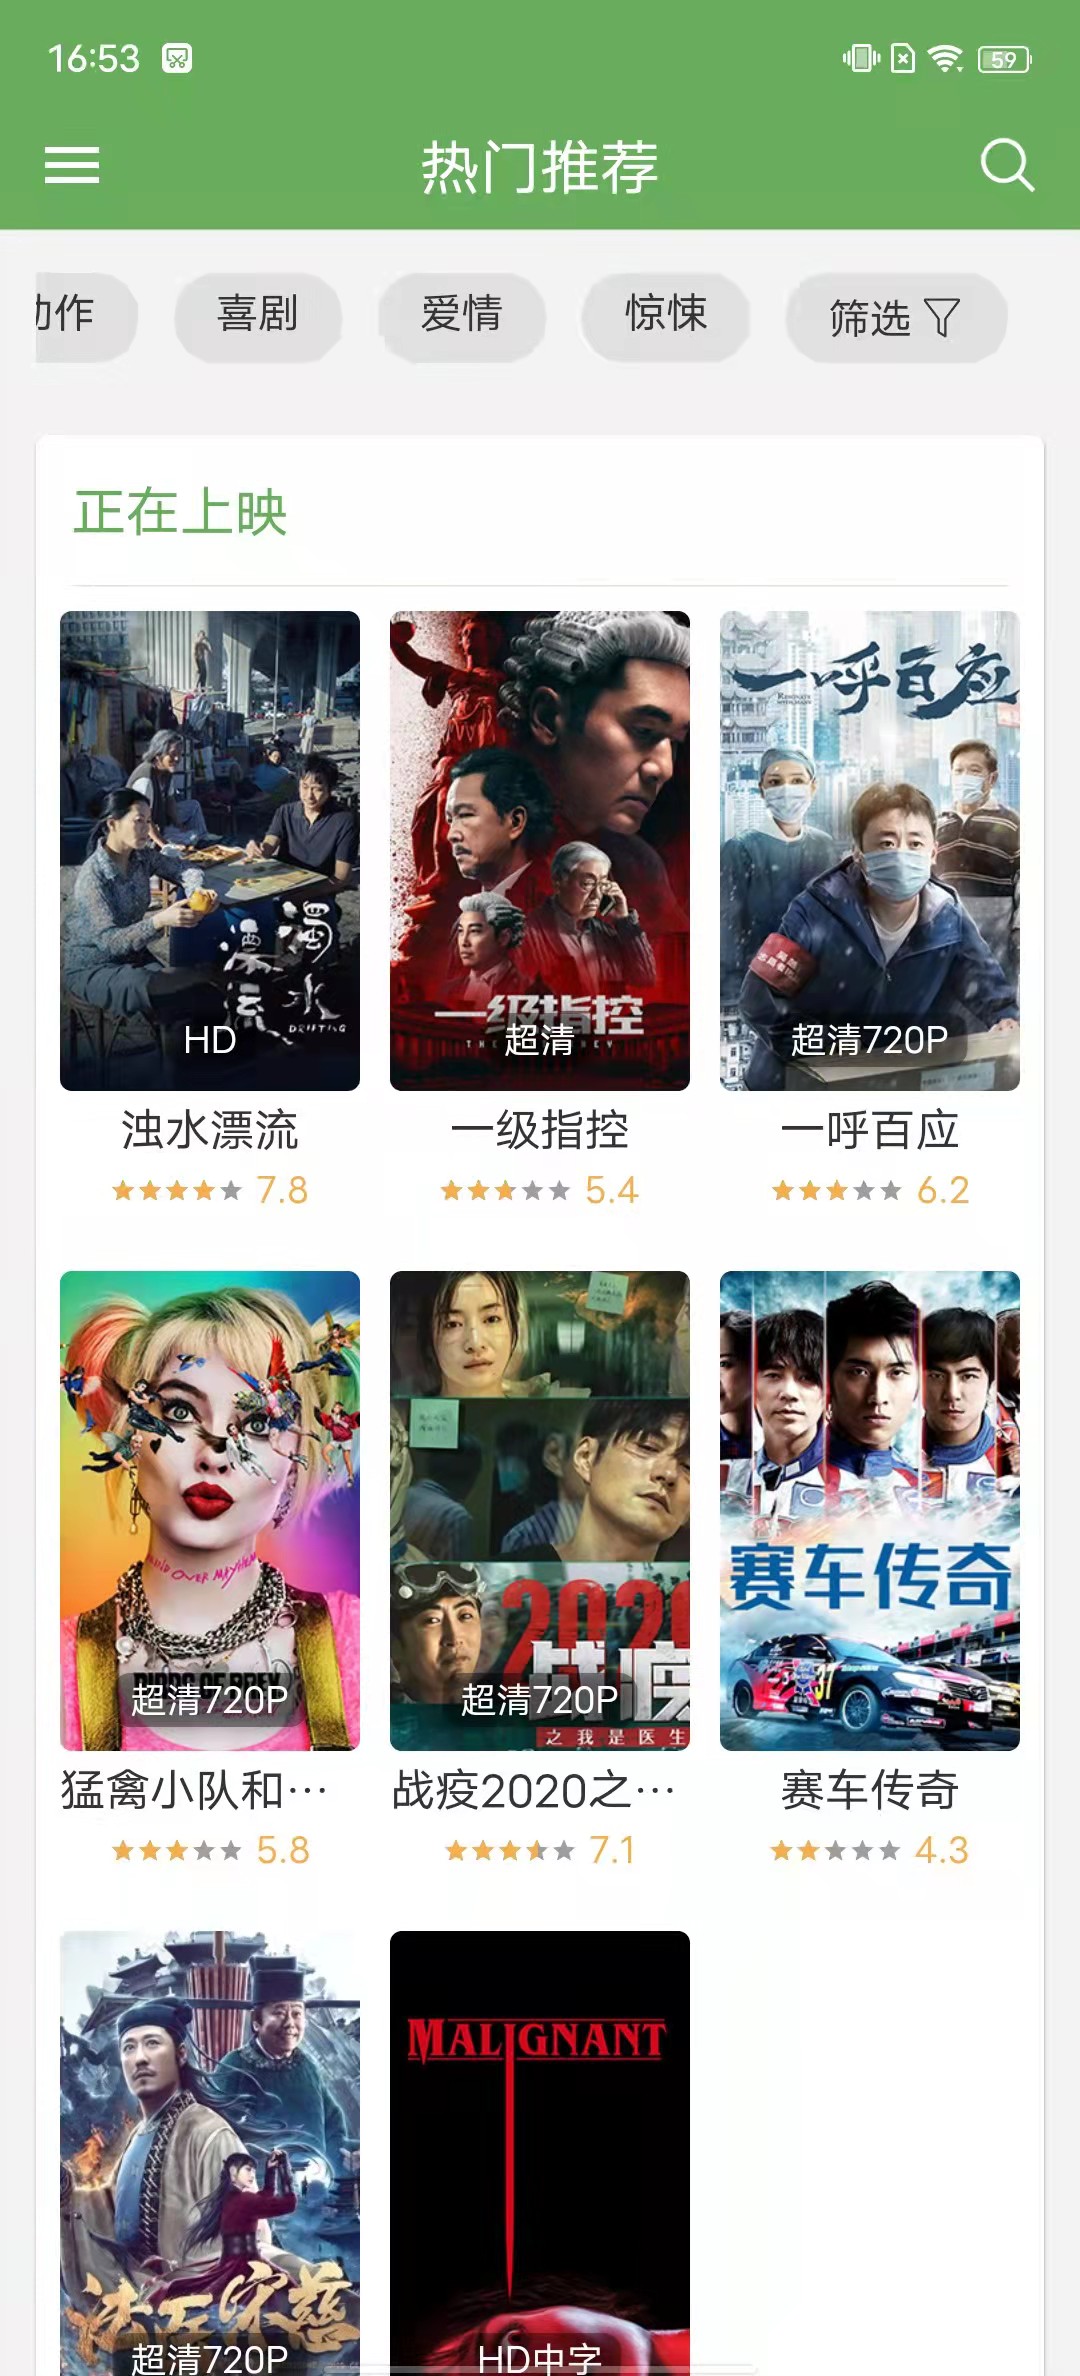 16:53
59
热门推荐
动作
喜剧
爱情
惊悚
筛选
正在上映
濁水
漂流
DRIFTING
HD
一级指控
超清
一呼百应
超清720P
浊水漂流
一级指控
一呼百应
7.8
5.4
6.2
BIRDS OF PREY
超清720P
2020
战疫
之我是医生
超清720P
赛车传奇
37
猛禽小队和…
战疫2020之…
赛车传奇
5.8
7.1
4.3
法医宋慈
超清720P
MALIGNANT
HD中字